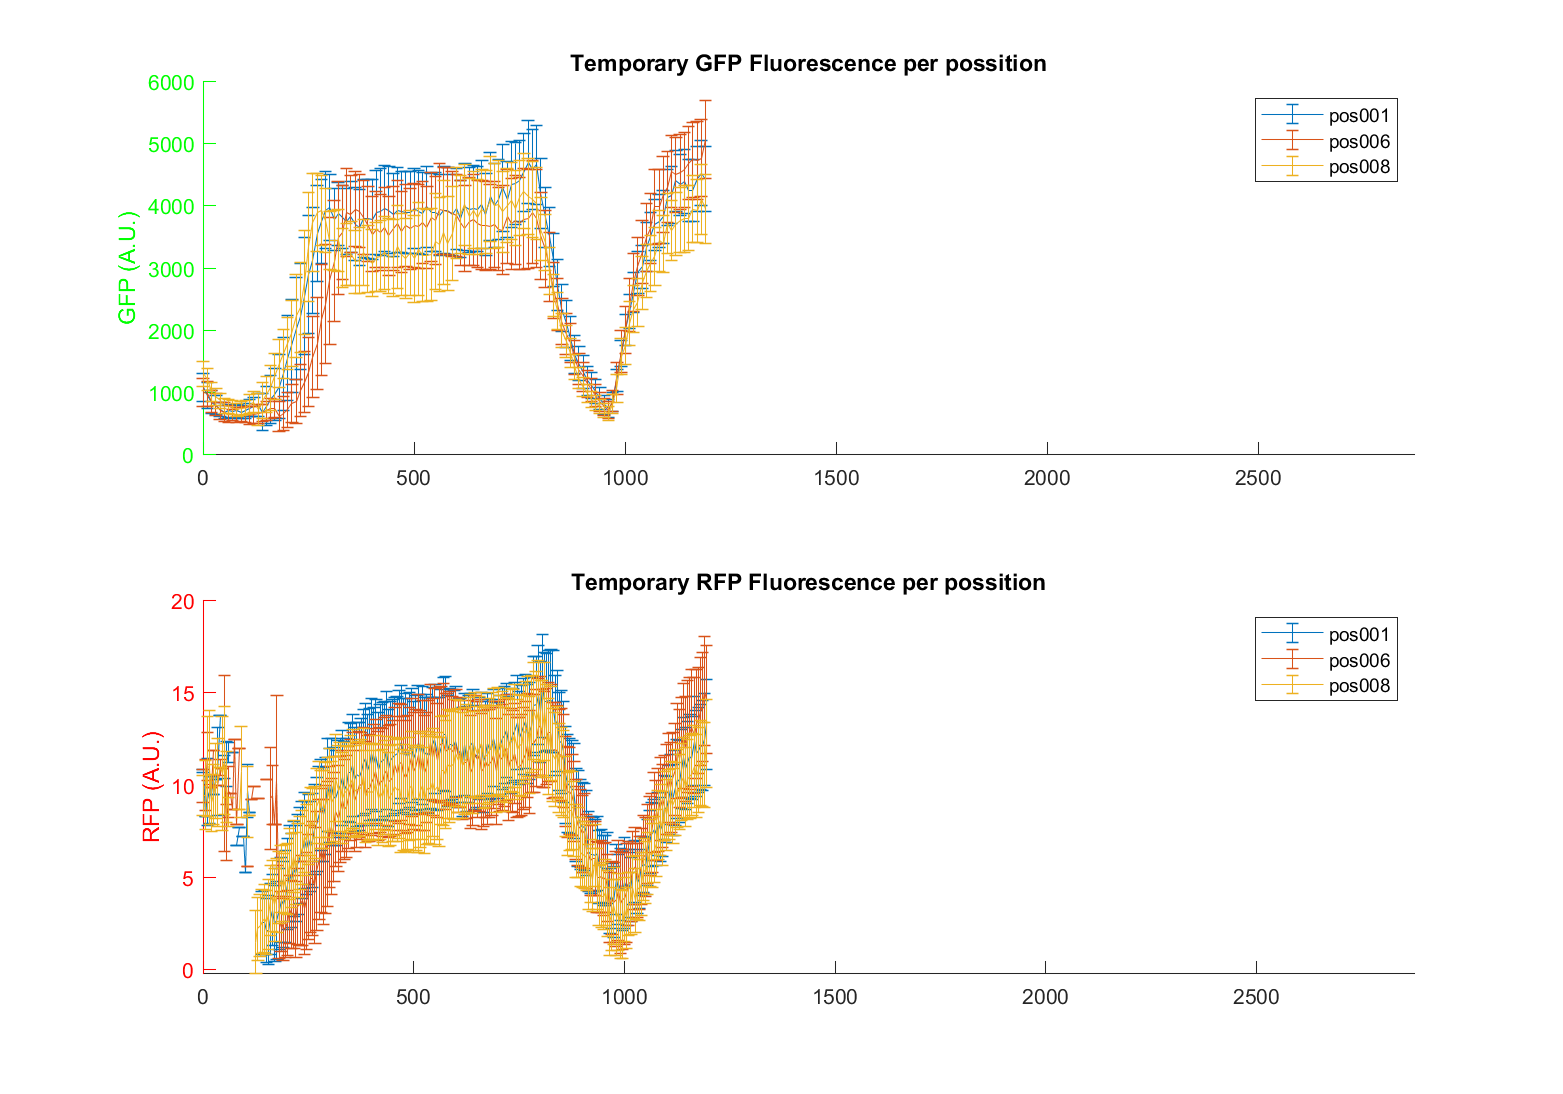 Temporary GFP Fluorescence per possition
GFP (A.U.)
6000
5000
4000
3000
2000
1000
0
0 500 1000 1500 2000 2500
pos001
pos006
pos008
Temporary RFP Fluorescence per possition
RFP (A.U.)
20
15
10
5
0
0 500 1000 1500 2000 2500
pos001
pos006
pos008